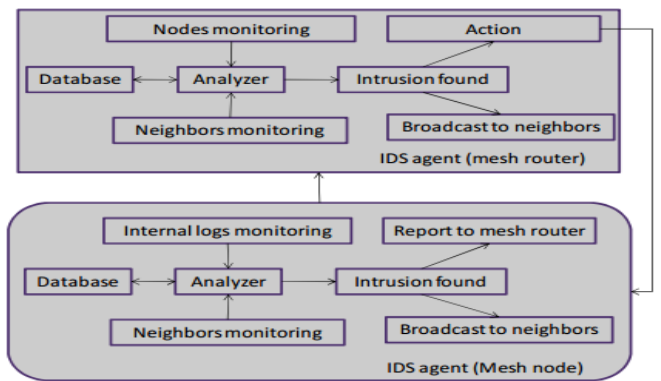 Nodes monitoring
Action
Database
Analyzer
Intrusion found
Neighbors monitoring
Broadcast to neighbors
IDS agent (mesh router)
Internal logs monitoring
Report to mesh router
Database
Analyzer
Intrusion found
Neighbors monitoring
Broadcast to neighbors
IDS agent (Mesh node)